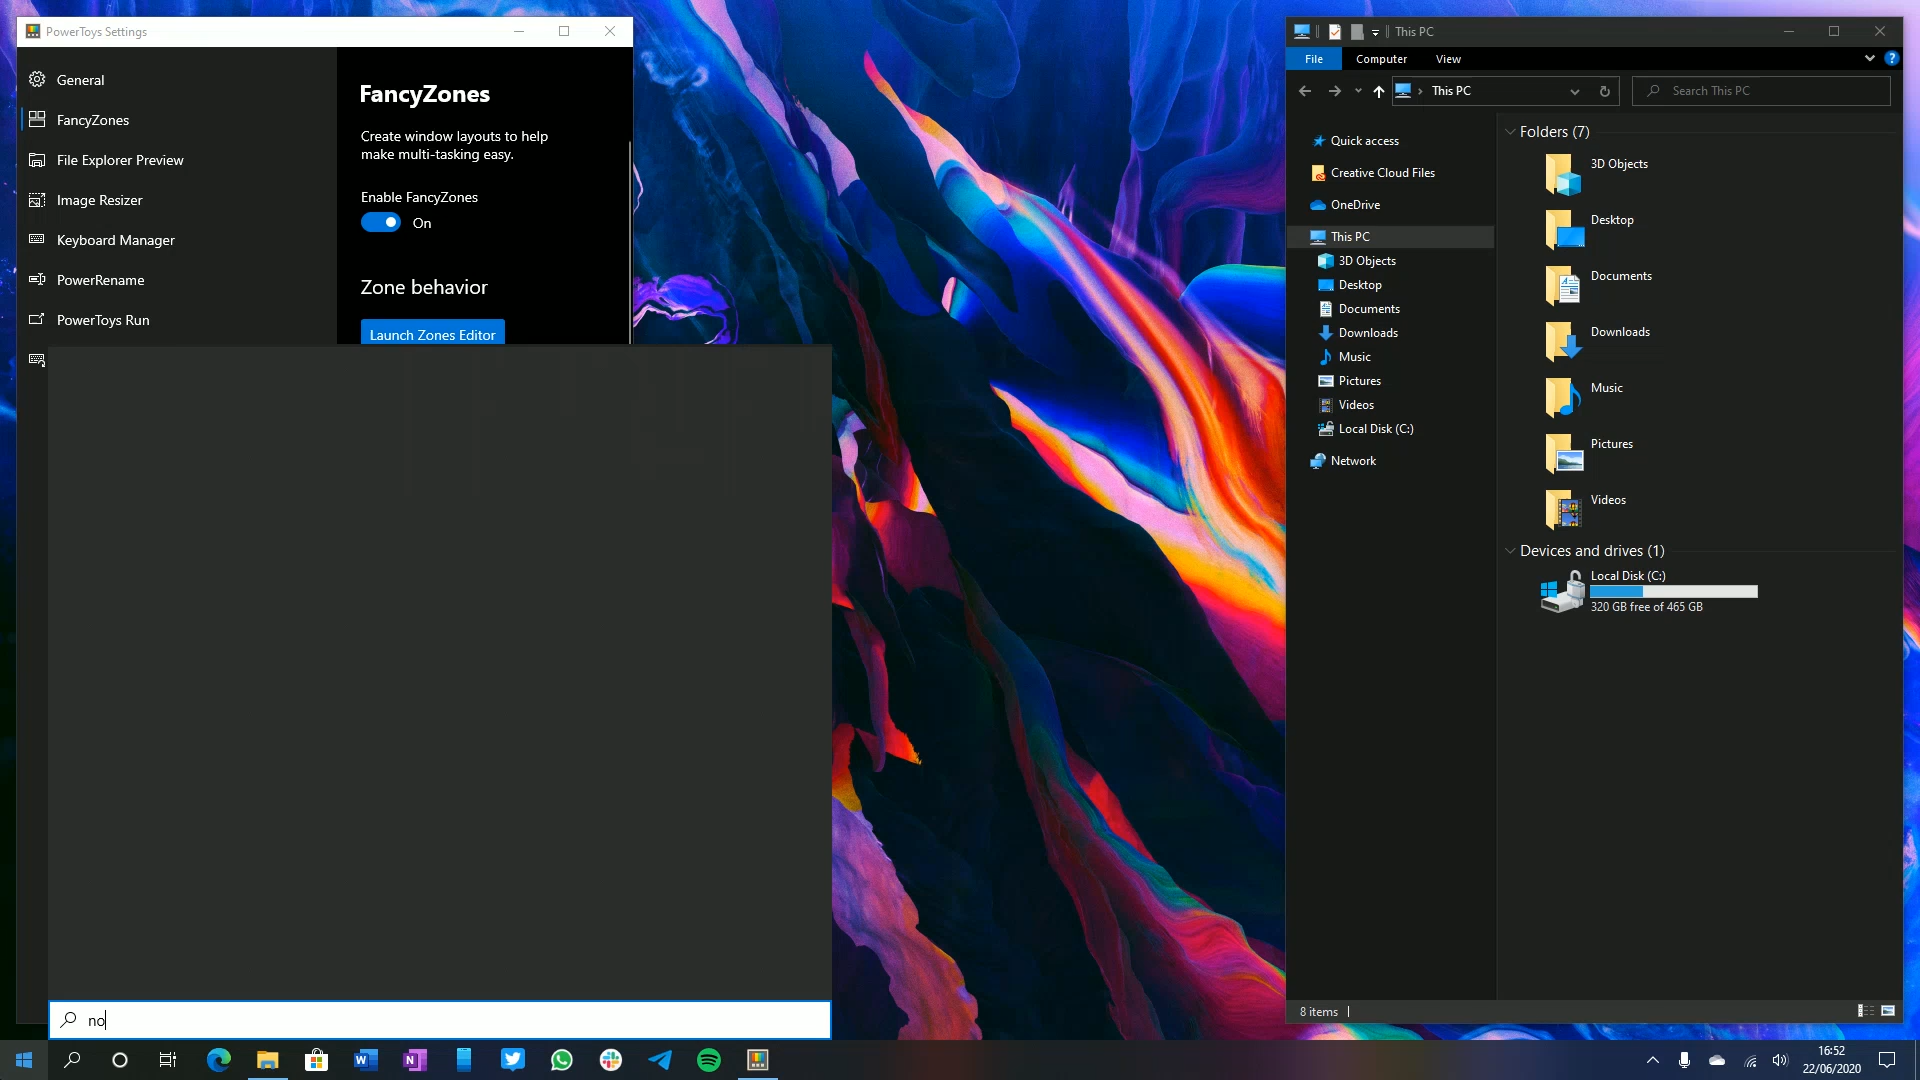 PowerToys Settings
General
FancyZones
File Explorer Preview
Image Resizer
Keyboard Manager
PowerRename
PowerToys Run
FancyZones
Create window layouts to help
make multi-tasking easy.
Enable FancyZones
On
Zone behavior
Launch Zones Editor
no
This PC
File
Computer
View
This PC
Search This PC
Quick access
Creative Cloud Files
OneDrive
This PC
3D Objects
Desktop
Documents
Downloads
Music
Pictures
Videos
Local Disk (C:)
Network
Folders (7)
3D Objects
Desktop
Documents
Downloads
Music
Pictures
Videos
Devices and drives (1)
Local Disk (C:)
320 GB free of 465 GB
8 items
16:52
22/06/2020